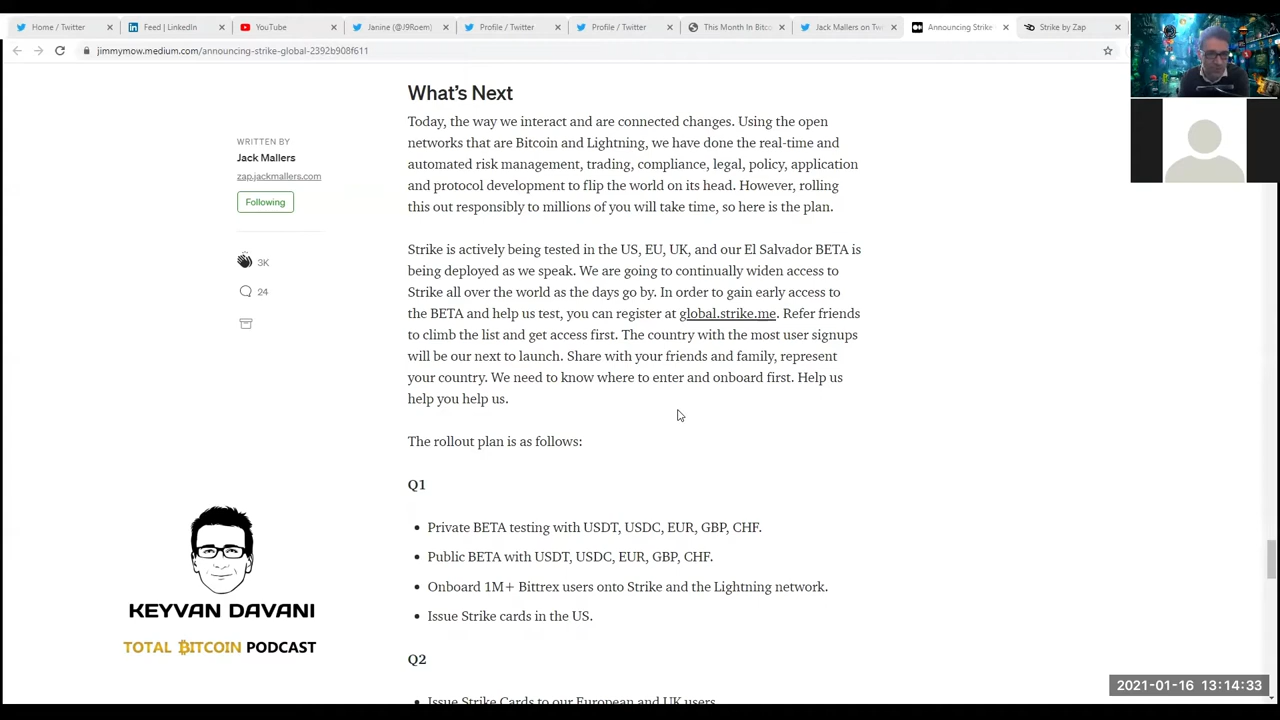 Home / Twitter
Feed | LinkedIn
YouTube
Janine (@J9Roem)
Profile / Twitter
Profile / Twitter
This Month In Bitco
Jack Mallers on Tw
Announcing Strike
Strike by Zap
jimmymow.medium.com/announcing-strike-global-2392b908f611
WRITTEN BY
Jack Mallers
zap.jackmallers.com
Following
3K
24
What's Next
Today, the way we interact and are connected changes. Using the open
networks that are Bitcoin and Lightning, we have done the real-time and
automated risk management, trading, compliance, legal, policy, application
and protocol development to flip the world on its head. However, rolling
this out responsibly to millions of you will take time, so here is the plan.
Strike is actively being tested in the US, EU, UK, and our El Salvador BETA is
being deployed as we speak. We are going to continually widen access to
Strike all over the world as the days go by. In order to gain early access to
the BETA and help us test, you can register at global.strike.me. Refer friends
to climb the list and get access first. The country with the most user signups
will be our next to launch. Share with your friends and family, represent
your country. We need to know where to enter and onboard first. Help us
help you help us.
The rollout plan is as follows:
Q1
• Private BETA testing with USDT, USDC, EUR, GBP, CHF.
• Public BETA with USDT, USDC, EUR, GBP, CHF.
• Onboard 1M+ Bittrex users onto Strike and the Lightning network.
• Issue Strike cards in the US.
Q2
• Issue Strike Cards to our European and UK users
KEYVAN DAVANI
TOTAL BITCOIN PODCAST
2021-01-16 13:14:33